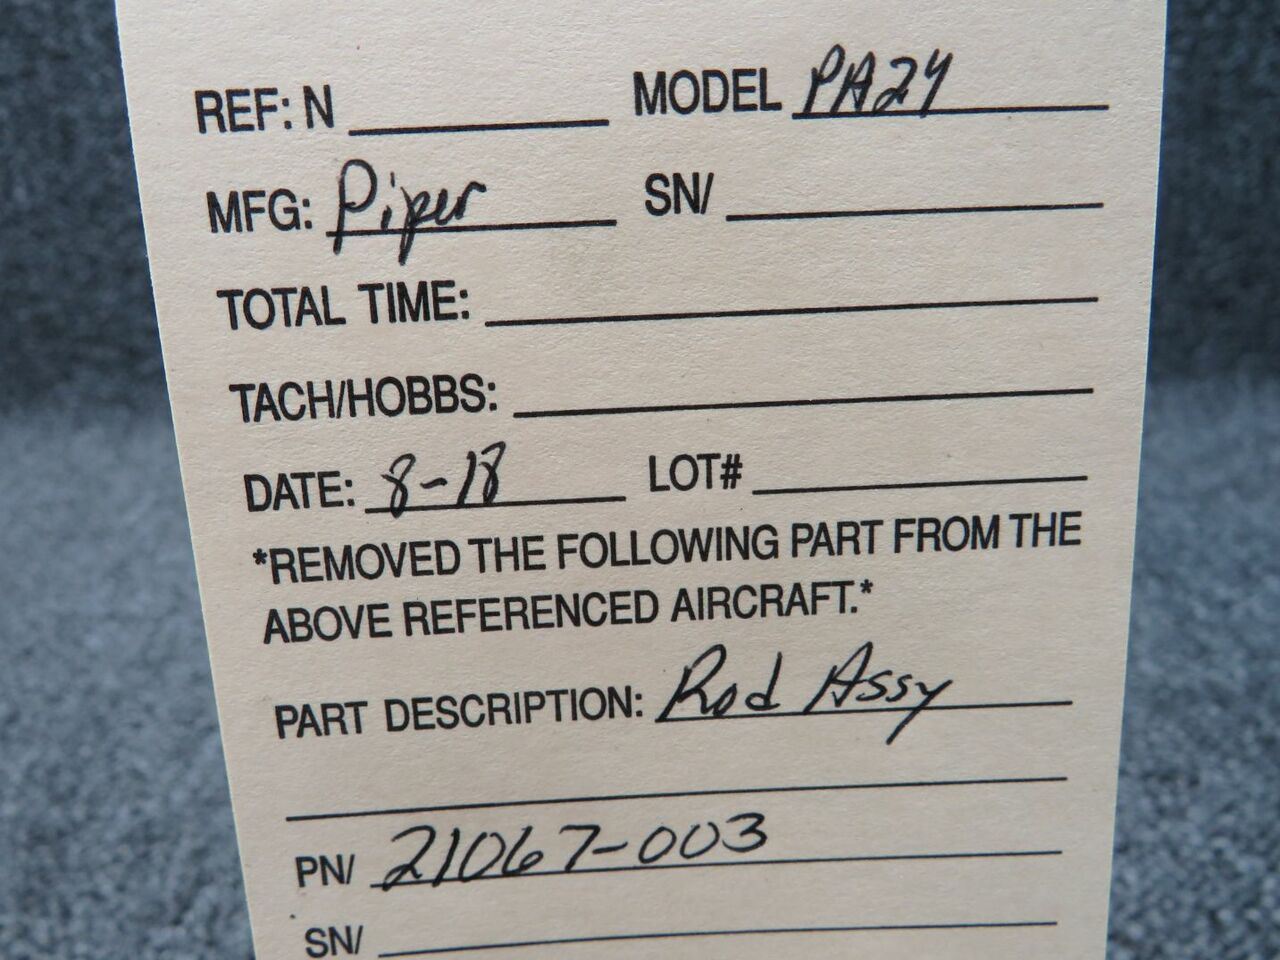 REF: N MODEL PA24
MFG: Piper SN/
TOTAL TIME:
TACH/HOBBS:
DATE: 8-18 LOT#
*REMOVED THE FOLLOWING PART FROM THE
ABOVE REFERENCED AIRCRAFT.*
PART DESCRIPTION: Rod Assy
PN/ 21067-003
SN/